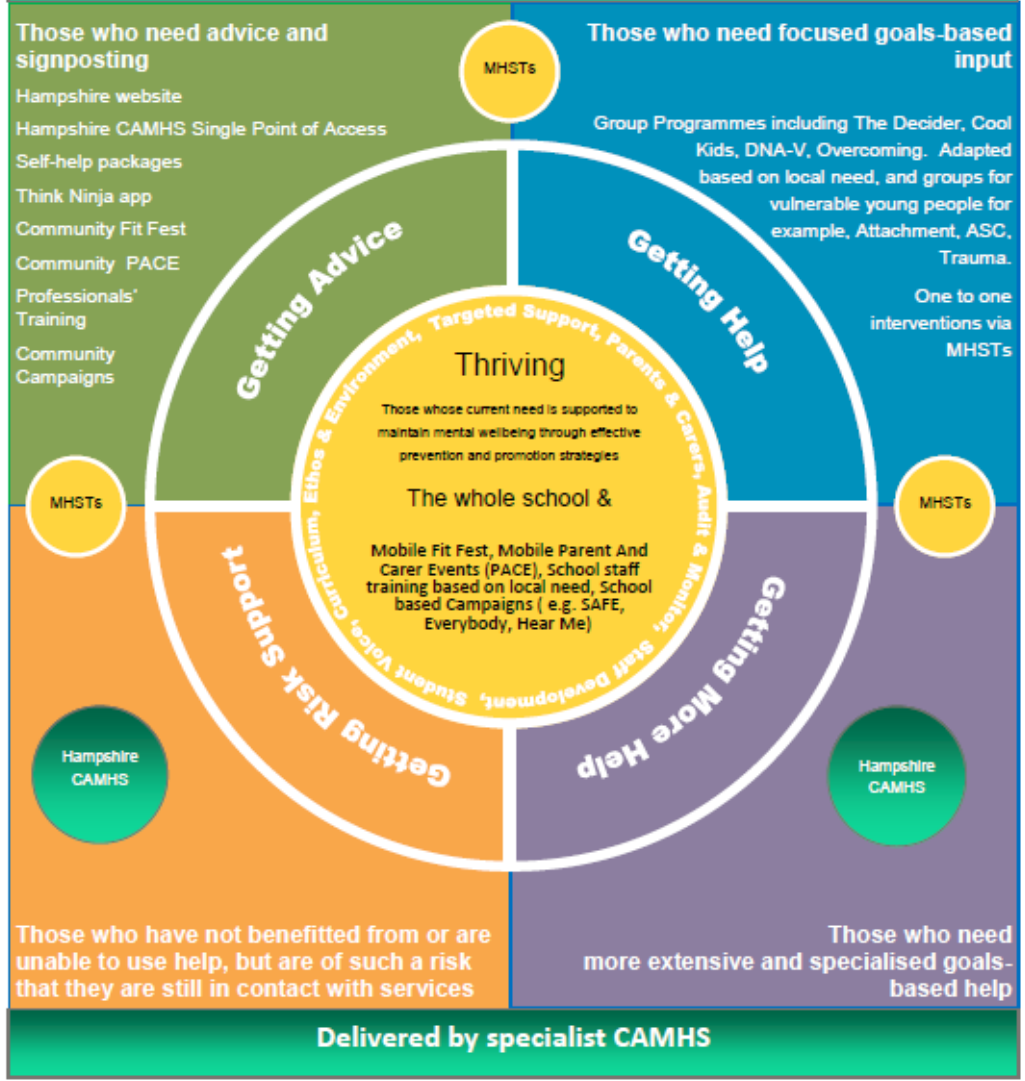 Those who need advice and
signposting
Hampshire website
Hampshire CAMHS Single Point of Access
Self-help packages
Think Ninja app
Community Fit Fest
Community PACE
Professionals'
Training
Community
Campaigns
MHSTs
Those who need focused goals-based
input
Group Programmes including The Decider, Cool
Kids, DNA-V, Overcoming. Adapted
based on local need, and groups for
vulnerable young people for
example, Attachment, ASC,
Trauma.
One to one
interventions via
MHSTs
Getting Advice
Getting Help
Ethos & Environment, Targeted Support, Parents & Carers, Audit & Monitor, Staff Development, Student Voice, Curriculum,
Thriving
Those whose current need is supported to
maintain mental wellbeing through effective
prevention and promotion strategies
The whole school &
Mobile Fit Fest, Mobile Parent And
Carer Events (PACE), School staff
training based on local need, School
based Campaigns ( e.g. SAFE,
Everybody, Hear Me)
MHSTs
MHSTs
Getting Risk Support
Getting More Help
Hampshire
CAMHS
Hampshire
CAMHS
Those who have not benefitted from or are
unable to use help, but are of such a risk
that they are still in contact with services
Those who need
more extensive and specialised goals-
based help
Delivered by specialist CAMHS